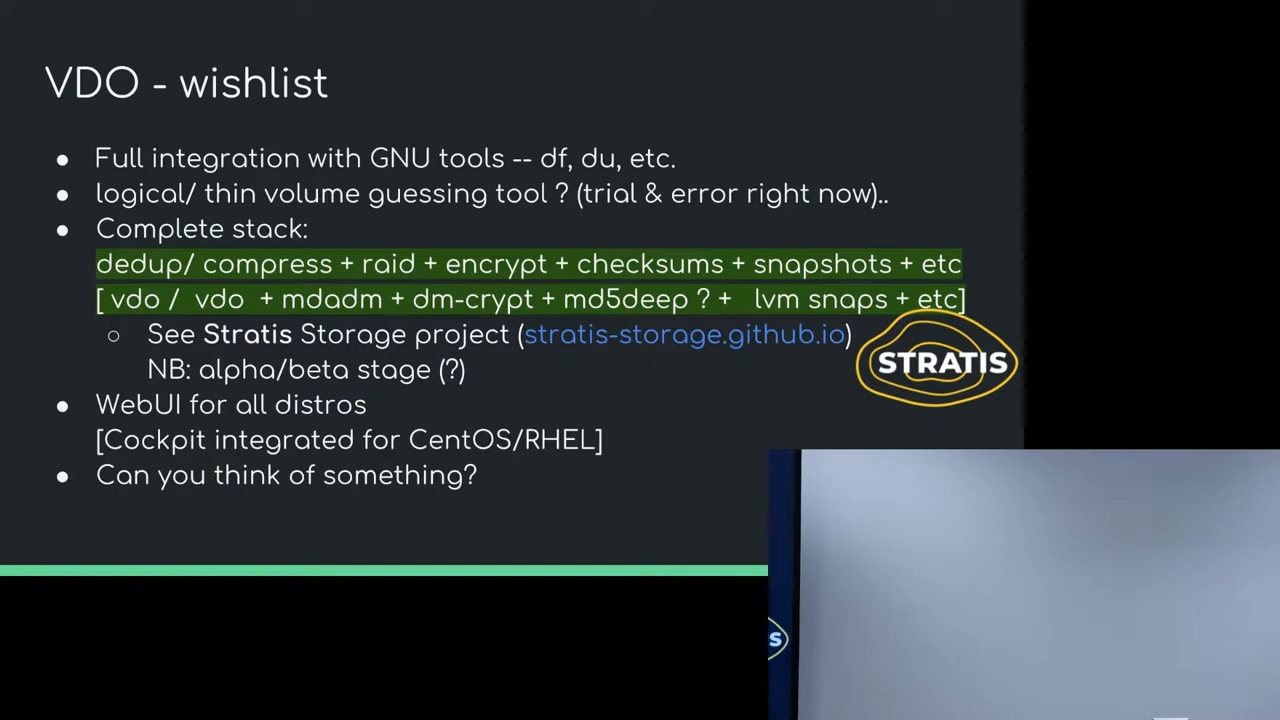 VDO - wishlist
● Full integration with GNU tools -- df, du, etc.
● logical/ thin volume guessing tool ? (trial & error right now)..
● Complete stack:
dedup/ compress + raid + encrypt + checksums + snapshots + etc
[ vdo / vdo + mdadm + dm-crypt + md5deep ? + lvm snaps + etc]
○ See Stratis Storage project (stratis-storage.github.io)
NB: alpha/beta stage (?)
STRATIS
● WebUI for all distros
[Cockpit integrated for CentOS/RHEL]
● Can you think of something?
S